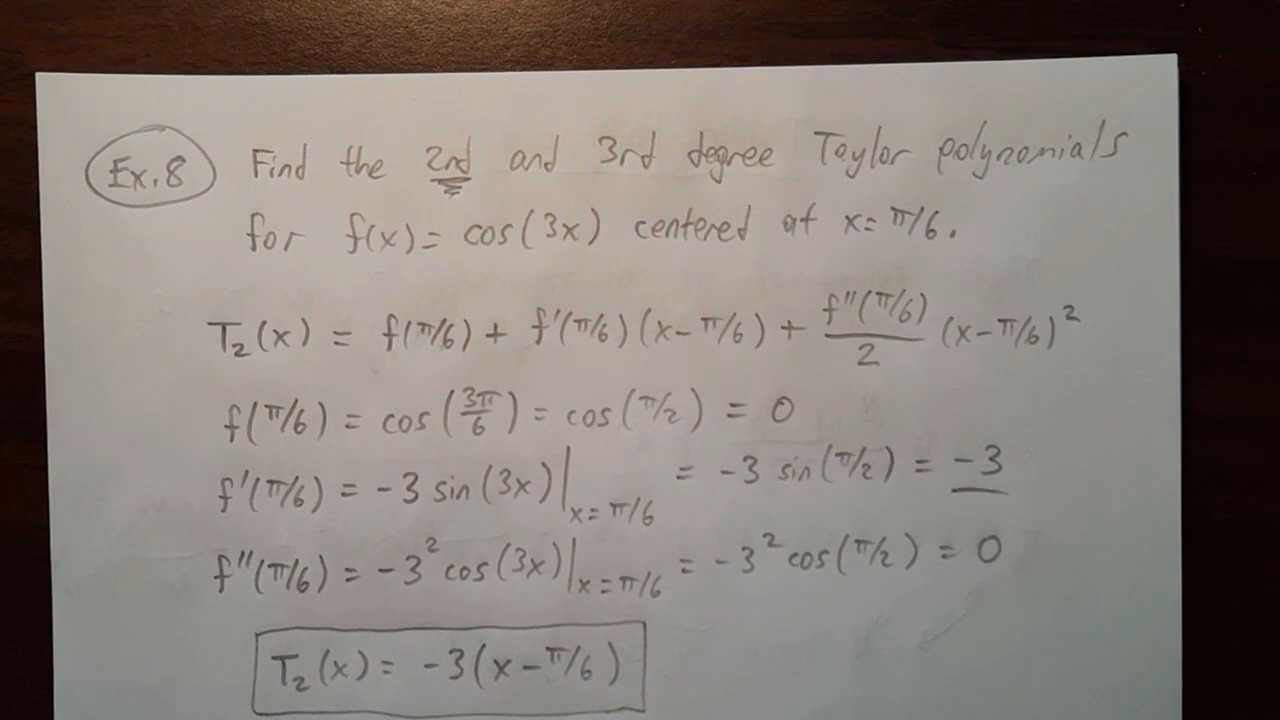 Ex. 8 Find the 2nd and 3rd degree Taylor polynomials
for f(x) = cos(3x) centered at x = π/6.
T₂(x) = f(π/6) + f'(π/6)(x - π/6) + f''(π/6)/2 (x - π/6)²
f(π/6) = cos(3π/6) = cos(π/2) = 0
f'(π/6) = -3 sin(3x)|ₓ₌π/6 = -3 sin(π/2) = -3
f''(π/6) = -3² cos(3x)|ₓ₌π/6 = -3² cos(π/2) = 0
T₂(x) = -3(x - π/6)